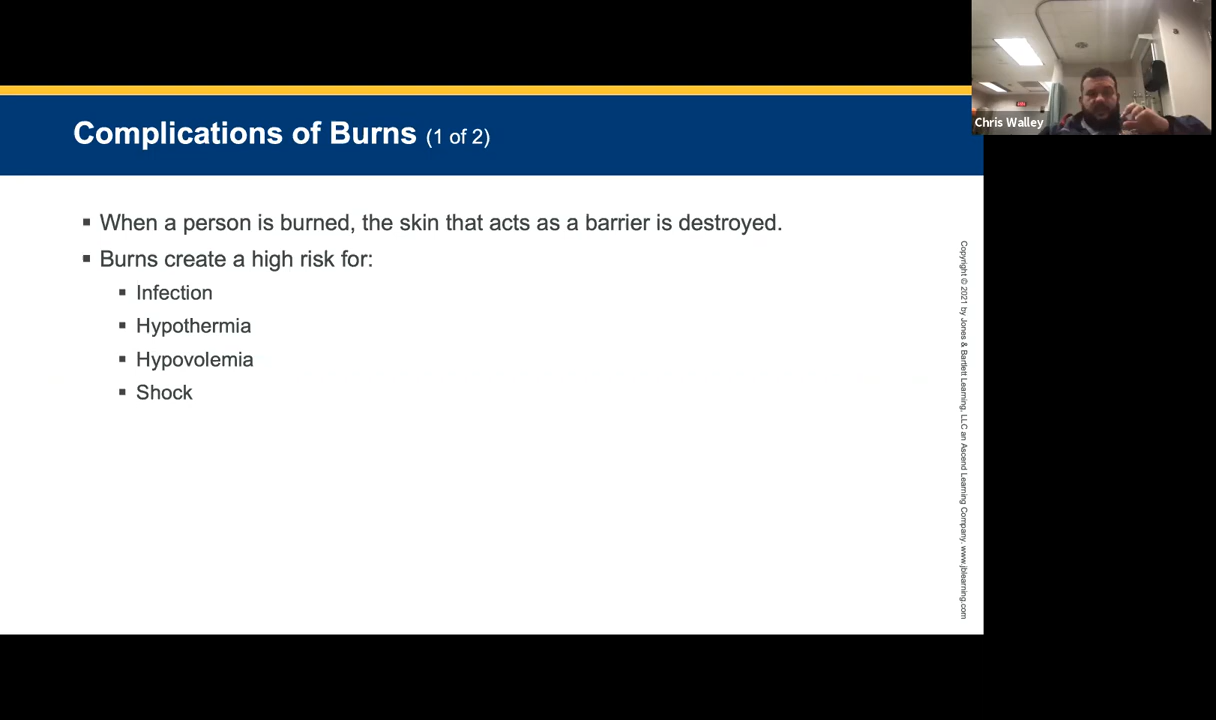 Complications of Burns (1 of 2)
Chris Walley
▪ When a person is burned, the skin that acts as a barrier is destroyed.
▪ Burns create a high risk for:
▪ Infection
▪ Hypothermia
▪ Hypovolemia
▪ Shock
Copyright © 2021 by Jones & Bartlett Learning, LLC an Ascend Learning Company. www.jblearning.com